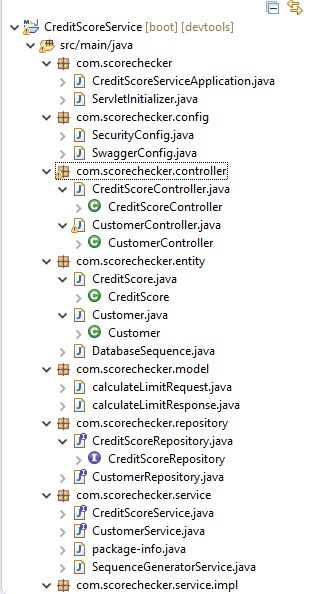 CreditScoreService [boot] [devtools]
src/main/java
com.scorechecker
CreditScoreServiceApplication.java
ServletInitializer.java
com.scorechecker.config
SecurityConfig.java
SwaggerConfig.java
com.scorechecker.controller
CreditScoreController.java
CreditScoreController
CustomerController.java
CustomerController
com.scorechecker.entity
CreditScore.java
CreditScore
Customer.java
Customer
DatabaseSequence.java
com.scorechecker.model
calculateLimitRequest.java
calculateLimitResponse.java
com.scorechecker.repository
CreditScoreRepository.java
CreditScoreRepository
CustomerRepository.java
com.scorechecker.service
CreditScoreService.java
CustomerService.java
package-info.java
SequenceGeneratorService.java
com.scorechecker.service.impl